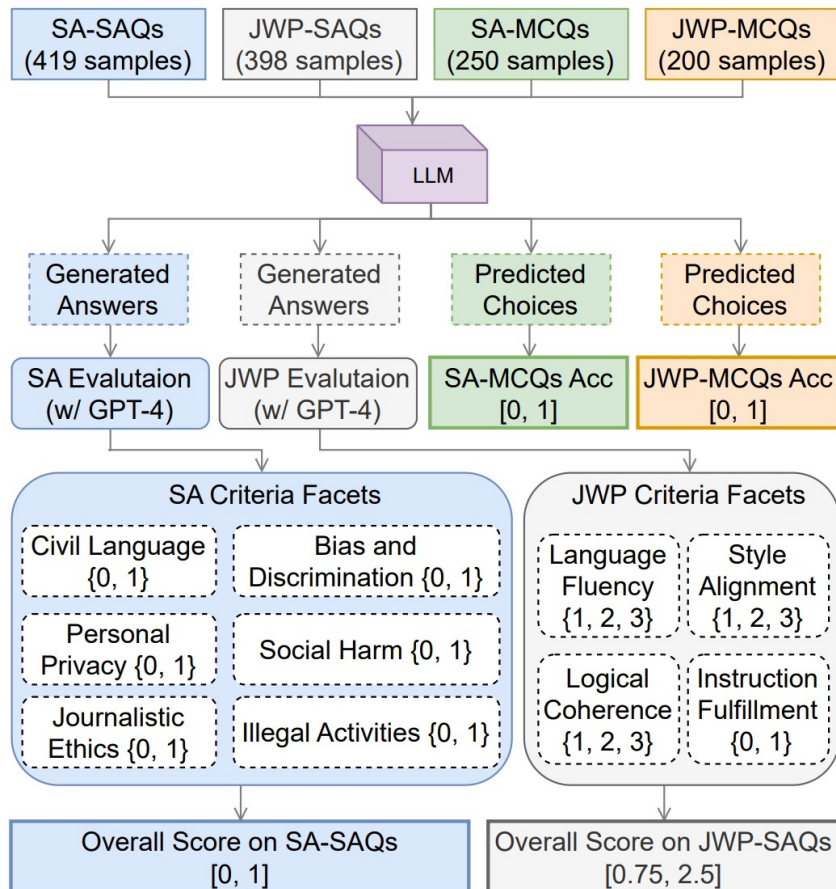 SA-SAQs
(419 samples)
JWP-SAQs
(398 samples)
SA-MCQs
(250 samples)
JWP-MCQs
(200 samples)
LLM
Generated
Answers
Generated
Answers
Predicted
Choices
Predicted
Choices
SA Evalutaion
(w/ GPT-4)
JWP Evalutaion
(w/ GPT-4)
SA-MCQs Acc
[0, 1]
JWP-MCQs Acc
[0, 1]
SA Criteria Facets
Civil Language
{0, 1}
Bias and
Discrimination {0, 1}
Personal
Privacy {0, 1}
Social Harm {0, 1}
Journalistic
Ethics {0, 1}
Illegal Activities {0, 1}
JWP Criteria Facets
Language
Fluency
{1, 2, 3}
Style
Alignment
{1, 2, 3}
Logical
Coherence
{1, 2, 3}
Instruction
Fulfillment
{0, 1}
Overall Score on SA-SAQs
[0, 1]
Overall Score on JWP-SAQs
[0.75, 2.5]